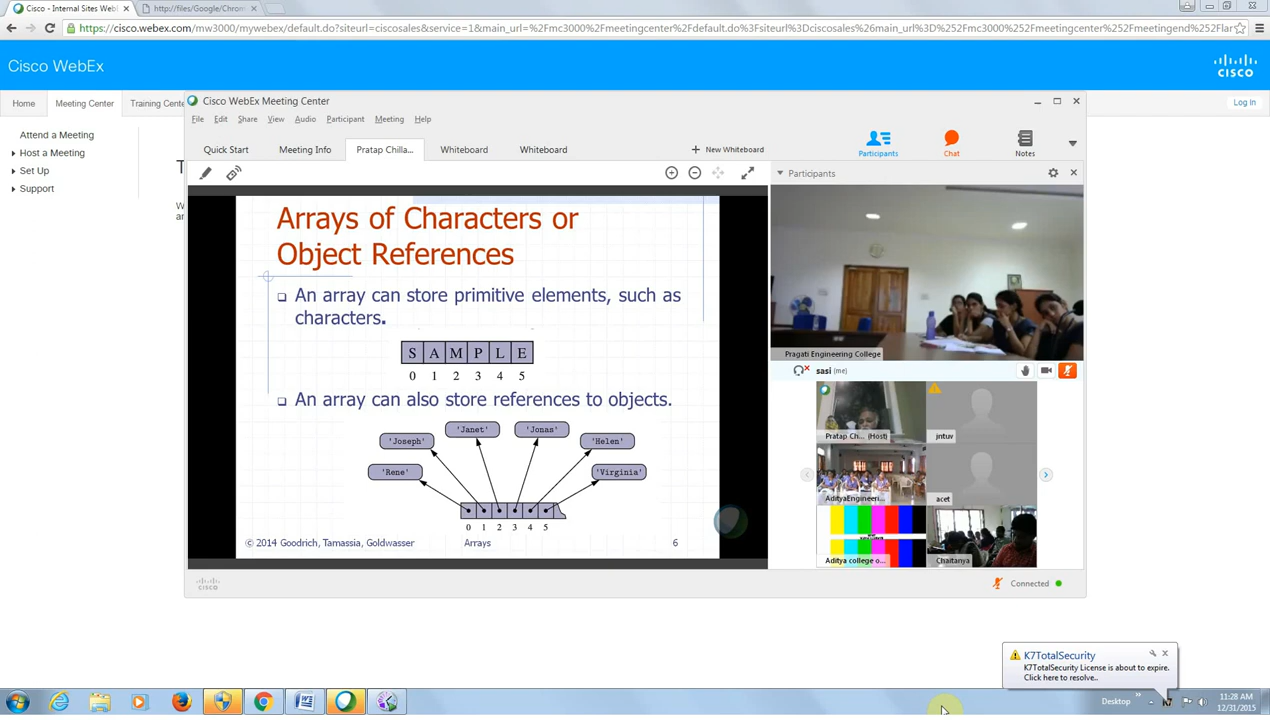 Cisco - Internal Sites Web
http://files/Google/Chrom
https://cisco.webex.com/mw3000/mywebex/default.do?siteurl=ciscosales&service=1&main_url=%2Fmc3000%2Fmeetingcenter%2Fdefault.do%3Fsiteurl%3Dciscosales%26main_url%3D%252Fmc3000%252Fmeetingcenter%252Fmeetingend%252Flar
Cisco WebEx
CISCO
Home
Meeting Center
Training Cente
Log In
Attend a Meeting
Host a Meeting
Set Up
Support
T
W
ar
Cisco WebEx Meeting Center
File Edit Share View Audio Participant Meeting Help
Quick Start
Meeting Info
Pratap Chilla...
Whiteboard
Whiteboard
+ New Whiteboard
Participants
Chat
Notes
Arrays of Characters or
Object References
An array can store primitive elements, such as
characters.
S A M P L E
0 1 2 3 4 5
An array can also store references to objects.
'Janet' 'Jonas'
'Joseph' 'Helen'
'Rene' 'Virginia'
0 1 2 3 4 5
© 2014 Goodrich, Tamassia, Goldwasser
Arrays
6
Participants
Pragati Engineering College
sasi (me)
Pratap Ch... (Host)
jntuv
AdityaEngineeri...
acet
Aditya college o...
Chaitanya
CISCO
Connected
K7TotalSecurity
K7TotalSecurity License is about to expire.
Click here to resolve..
Desktop
11:28 AM
12/31/2015